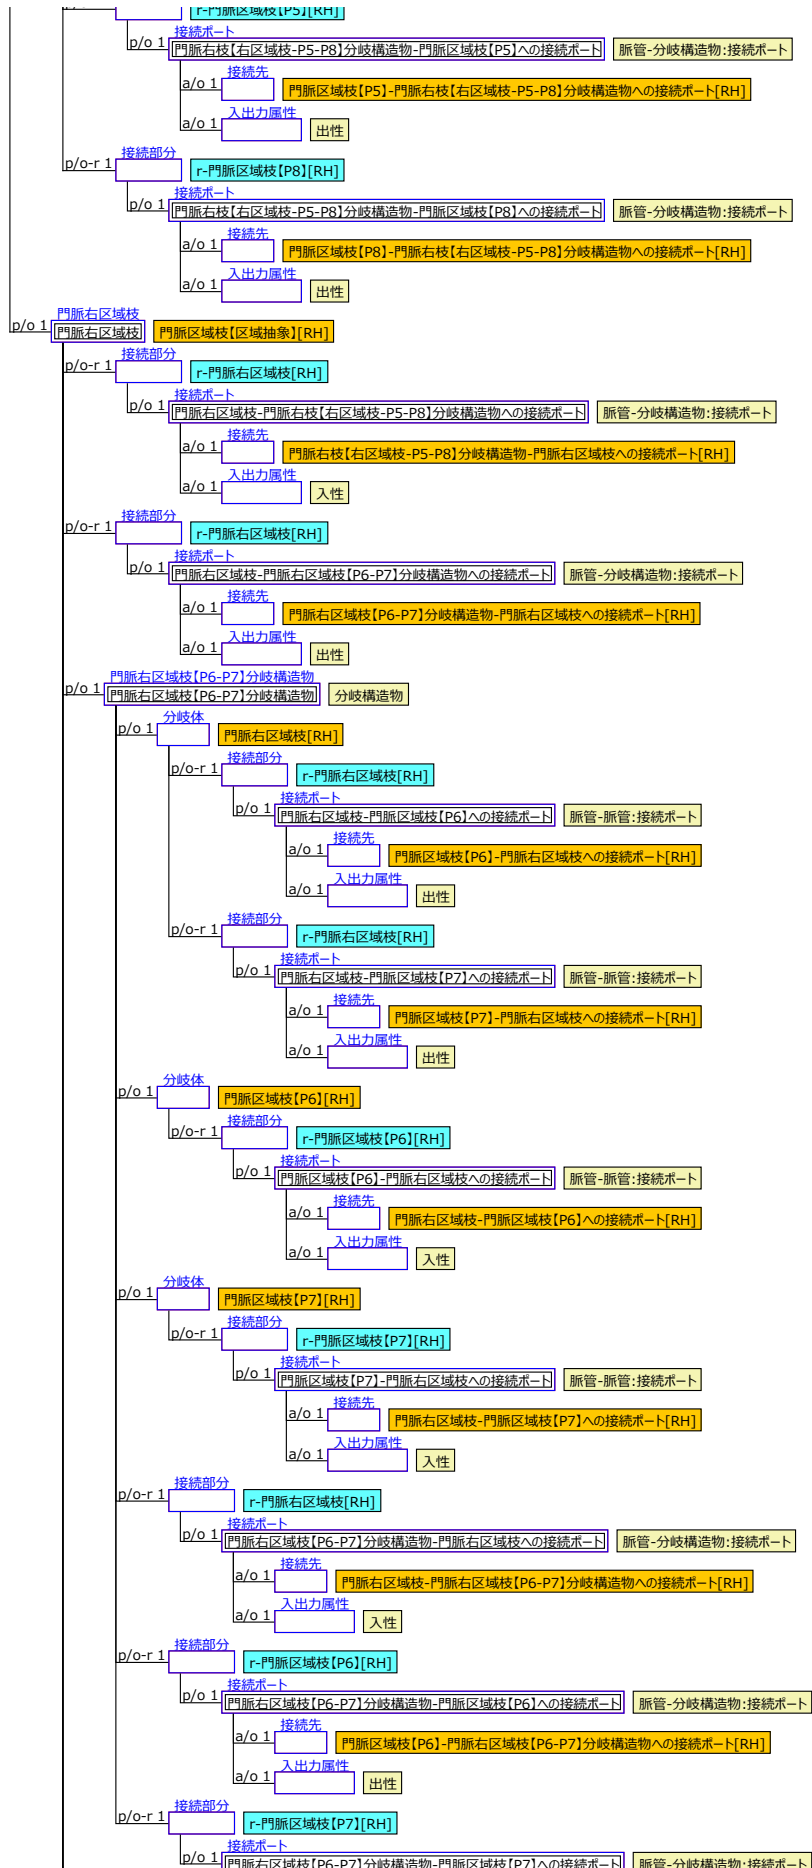 r-門脈区域枝【P5】[RH]
接続ポート
p/o 1 門脈右枝【右区域-P5-P8】分岐構造物-門脈区域枝【P5】への接続ポート 脈管-分岐構造物:接続ポート
接続先
a/o 1 門脈区域枝【P5】-門脈右枝【右区域-P5-P8】分岐構造物への接続ポート[RH]
入出力属性
a/o 1 出性
接続部分
p/o-r 1 r-門脈区域枝【P8】[RH]
接続ポート
p/o 1 門脈右枝【右区域-P5-P8】分岐構造物-門脈区域枝【P8】への接続ポート 脈管-分岐構造物:接続ポート
接続先
a/o 1 門脈区域枝【P8】-門脈右枝【右区域-P5-P8】分岐構造物への接続ポート[RH]
入出力属性
a/o 1 出性
門脈右区域枝
p/o 1 門脈右区域枝 門脈区域枝【区域抽象】[RH]
接続部分
p/o-r 1 r-門脈右区域枝[RH]
接続ポート
p/o 1 門脈右区域枝-門脈右枝【右区域-P5-P8】分岐構造物への接続ポート 脈管-分岐構造物:接続ポート
接続先
a/o 1 門脈右枝【右区域-P5-P8】分岐構造物-門脈右区域枝への接続ポート[RH]
入出力属性
a/o 1 入性
接続部分
p/o-r 1 r-門脈右区域枝[RH]
接続ポート
p/o 1 門脈右区域枝-門脈右区域枝【P6-P7】分岐構造物への接続ポート 脈管-分岐構造物:接続ポート
接続先
a/o 1 門脈右区域枝【P6-P7】分岐構造物-門脈右区域枝への接続ポート[RH]
入出力属性
a/o 1 出性
門脈右区域枝【P6-P7】分岐構造物
p/o 1 門脈右区域枝【P6-P7】分岐構造物 分岐構造物
分岐体
p/o 1 門脈右区域枝[RH]
接続部分
p/o-r 1 r-門脈右区域枝[RH]
接続ポート
p/o 1 門脈右区域枝-門脈区域枝【P6】への接続ポート 脈管-脈管:接続ポート
接続先
a/o 1 門脈区域枝【P6】-門脈右区域枝への接続ポート[RH]
入出力属性
a/o 1 出性
接続部分
p/o-r 1 r-門脈右区域枝[RH]
接続ポート
p/o 1 門脈右区域枝-門脈区域枝【P7】への接続ポート 脈管-脈管:接続ポート
接続先
a/o 1 門脈区域枝【P7】-門脈右区域枝への接続ポート[RH]
入出力属性
a/o 1 出性
分岐体
p/o 1 門脈区域枝【P6】[RH]
接続部分
p/o-r 1 r-門脈区域枝【P6】[RH]
接続ポート
p/o 1 門脈区域枝【P6】-門脈右区域枝への接続ポート 脈管-脈管:接続ポート
接続先
a/o 1 門脈右区域枝-門脈区域枝【P6】への接続ポート[RH]
入出力属性
a/o 1 入性
分岐体
p/o 1 門脈区域枝【P7】[RH]
接続部分
p/o-r 1 r-門脈区域枝【P7】[RH]
接続ポート
p/o 1 門脈区域枝【P7】-門脈右区域枝への接続ポート 脈管-脈管:接続ポート
接続先
a/o 1 門脈右区域枝-門脈区域枝【P7】への接続ポート[RH]
入出力属性
a/o 1 入性
接続部分
p/o-r 1 r-門脈右区域枝[RH]
接続ポート
p/o 1 門脈右区域枝【P6-P7】分岐構造物-門脈右区域枝への接続ポート 脈管-分岐構造物:接続ポート
接続先
a/o 1 門脈右区域枝-門脈右区域枝【P6-P7】分岐構造物への接続ポート[RH]
入出力属性
a/o 1 入性
接続部分
p/o-r 1 r-門脈区域枝【P6】[RH]
接続ポート
p/o 1 門脈右区域枝【P6-P7】分岐構造物-門脈区域枝【P6】への接続ポート 脈管-分岐構造物:接続ポート
接続先
a/o 1 門脈区域枝【P6】-門脈右区域枝【P6-P7】分岐構造物への接続ポート[RH]
入出力属性
a/o 1 出性
接続部分
p/o-r 1 r-門脈区域枝【P7】[RH]
接続ポート
p/o 1 門脈右区域枝【P6-P7】分岐構造物-門脈区域枝【P7】への接続ポート 脈管-分岐構造物:接続ポート